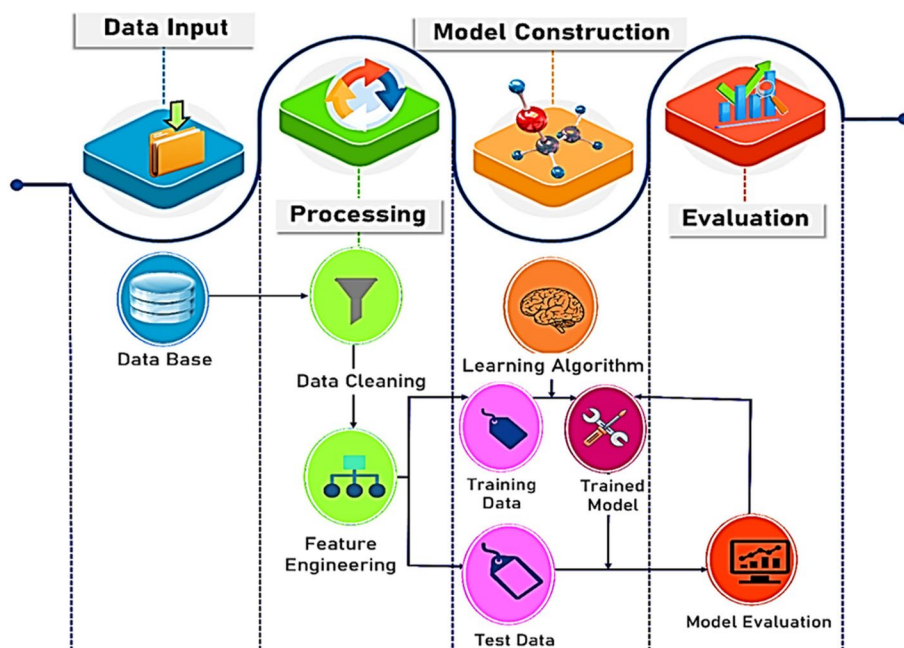 Data Input
Model Construction
Processing
Evaluation
Data Base
Data Cleaning
Learning Algorithm
Training
Data
Trained
Model
Feature
Engineering
Test Data
Model Evaluation